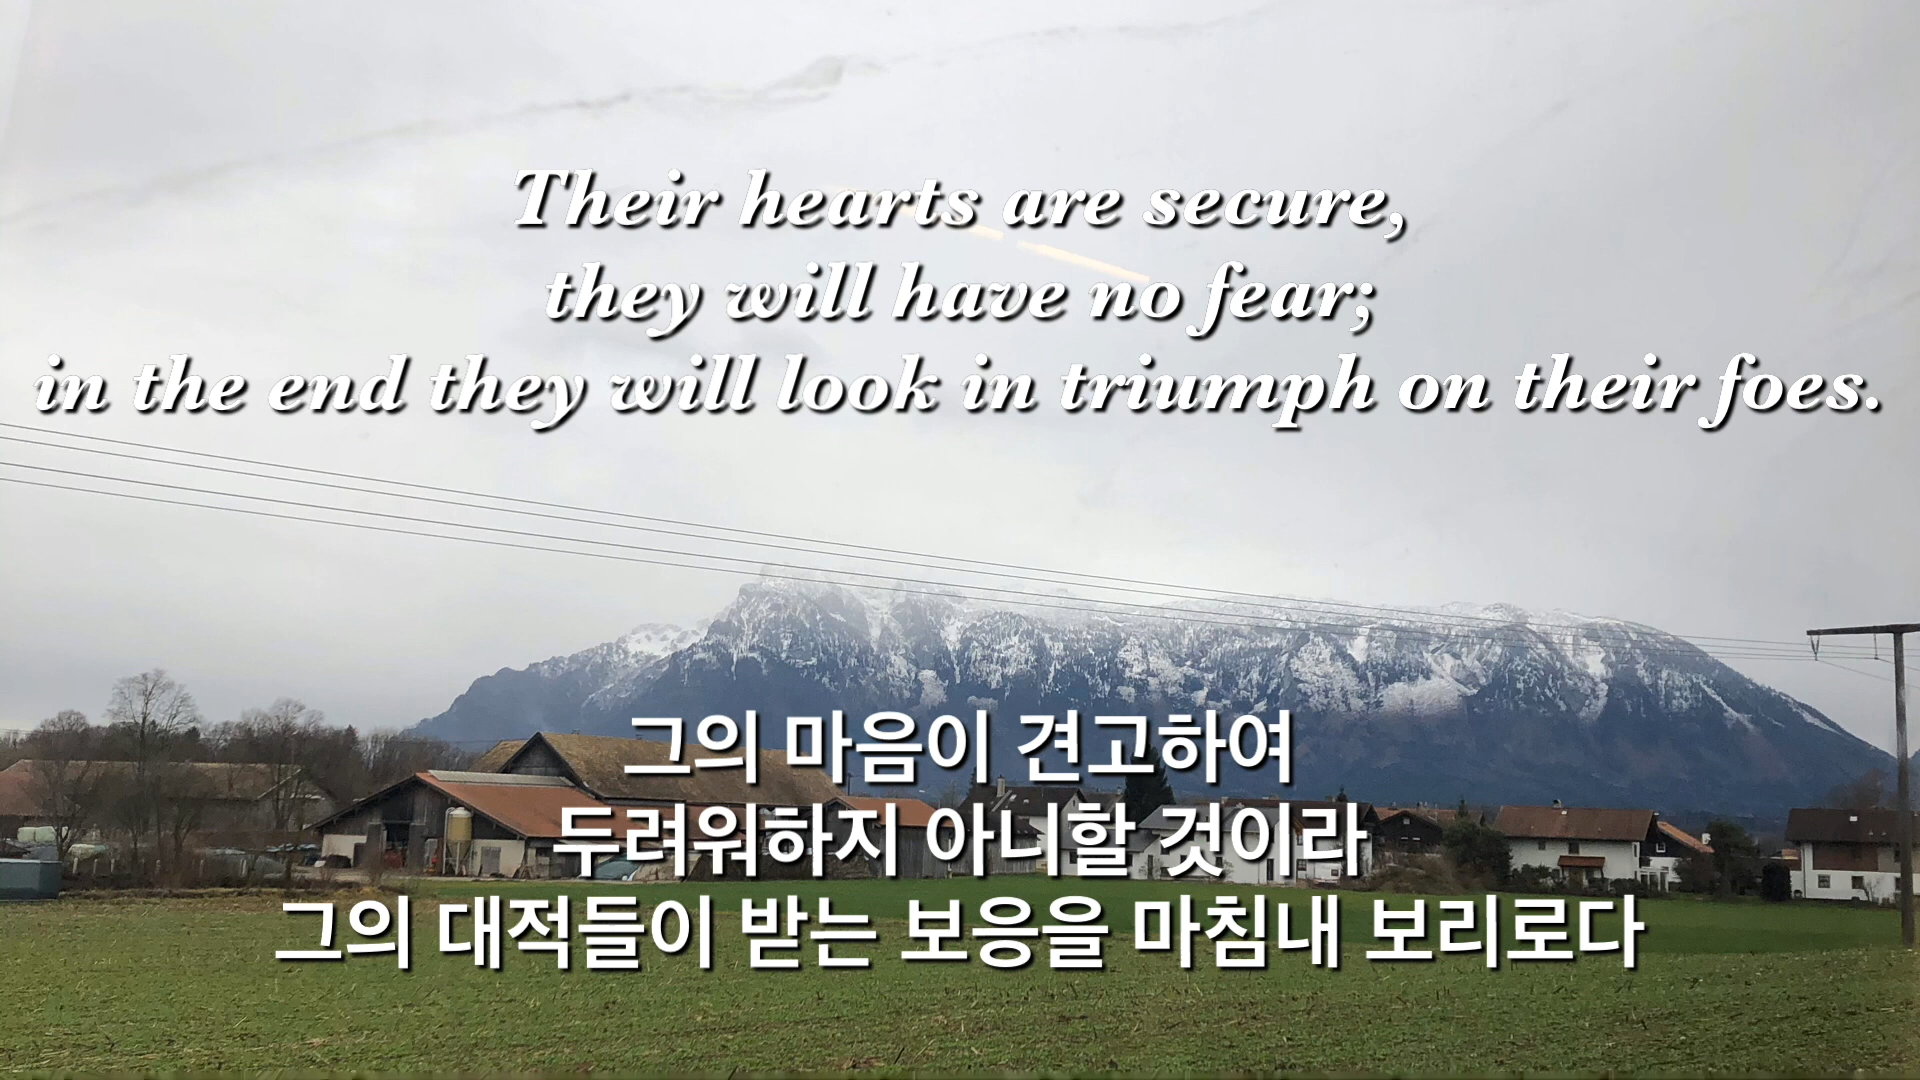 Their hearts are secure,
they will have no fear;
in the end they will look in triumph on their foes.
그의 마음이 견고하여
두려워하지 아니할 것이라
그의 대적들이 받는 보응을 마침내 보리로다